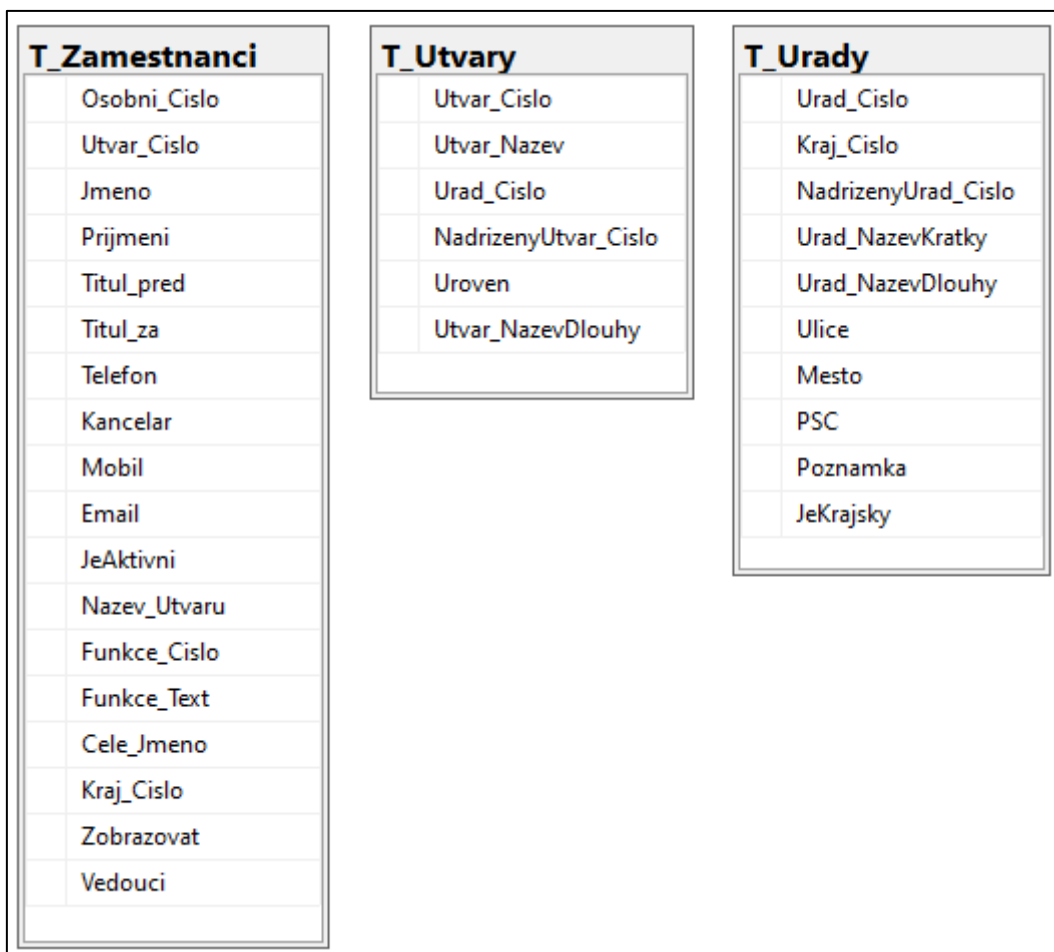 T_Zamestnanci
Osobni_Cislo
Utvar_Cislo
Jmeno
Prijmeni
Titul_pred
Titul_za
Telefon
Kancelar
Mobil
Email
JeAktivni
Nazev_Utvaru
Funkce_Cislo
Funkce_Text
Cele_Jmeno
Kraj_Cislo
Zobrazovat
Vedouci
T_Utvary
Utvar_Cislo
Utvar_Nazev
Urad_Cislo
NadrizenyUtvar_Cislo
Uroven
Utvar_NazevDlouhy
T_Urady
Urad_Cislo
Kraj_Cislo
NadrizenyUrad_Cislo
Urad_NazevKratky
Urad_NazevDlouhy
Ulice
Mesto
PSC
Poznamka
JeKrajsky